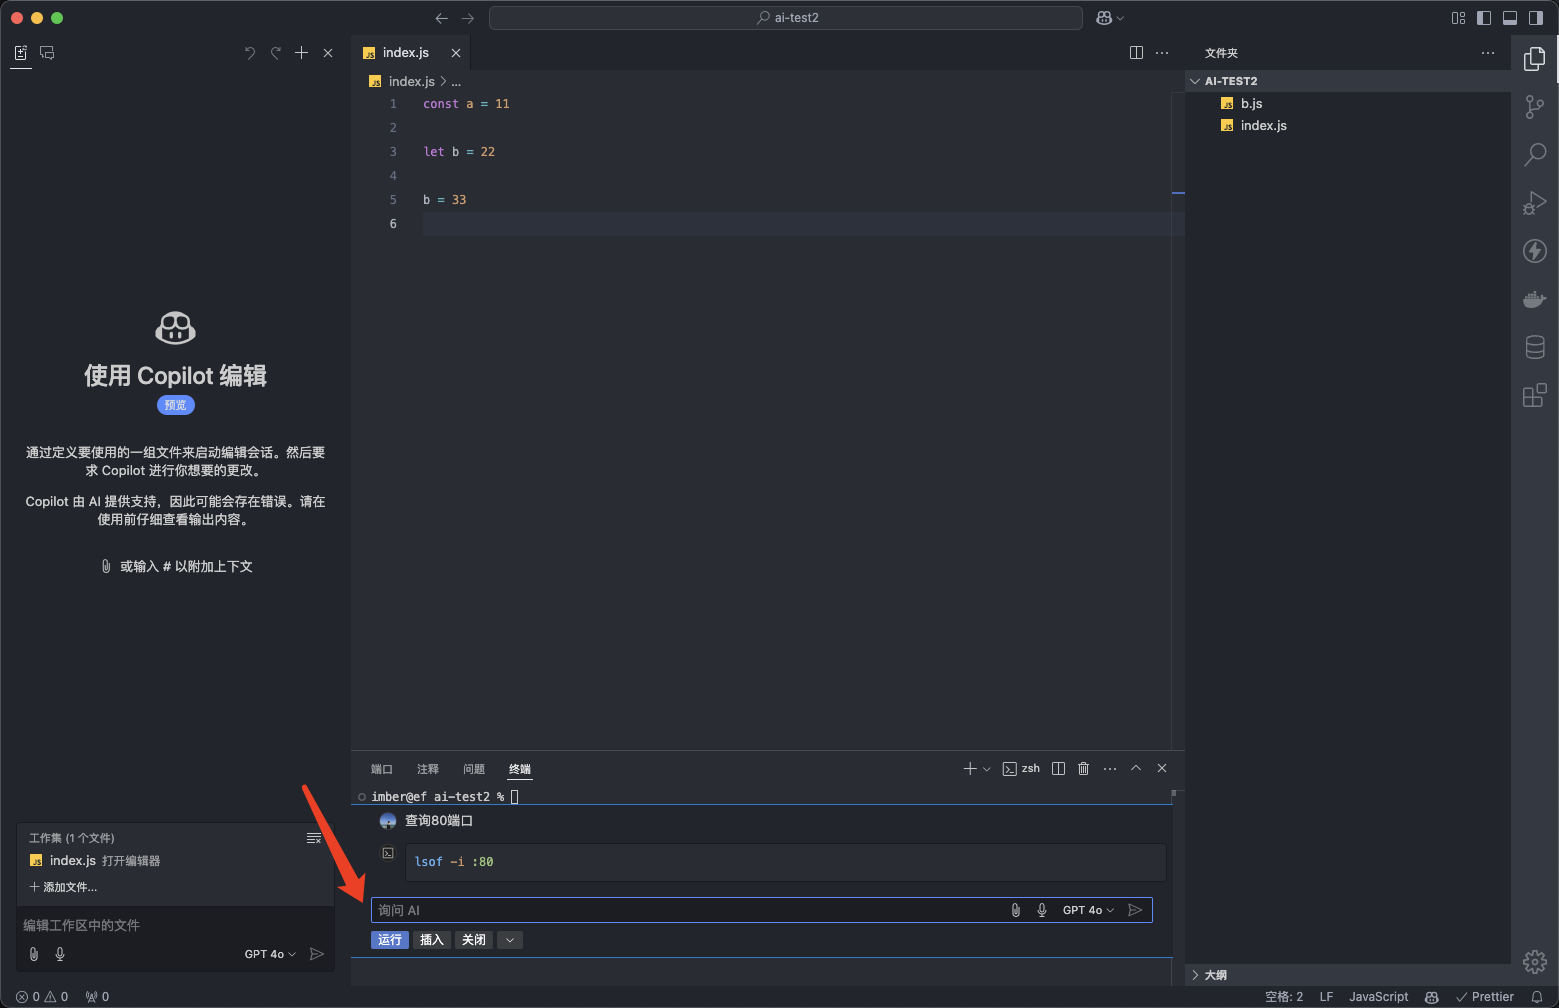 ai-test2
index.js
文件夹
index.js > ...
AI-TEST2
b.js
index.js
1 const a = 11
2
3 let b = 22
4
5 b = 33
6
使用 Copilot 编辑
预览
通过定义要使用的一组文件来启动编辑会话。然后要
求 Copilot 进行你想要的更改。
Copilot 由 AI 提供支持，因此可能会存在错误。请在
使用前仔细查看输出内容。
或输入 # 以附加上下文
端口 注释 问题 终端
zsh
imber@ef ai-test2 %
查询80端口
lsof -i :80
询问 AI
GPT 4o
运行 插入 关闭
工作集 (1 个文件)
index.js 打开编辑器
添加文件...
编辑工作区中的文件
GPT 4o
大纲
0 0 0
空格: 2 LF JavaScript Prettier